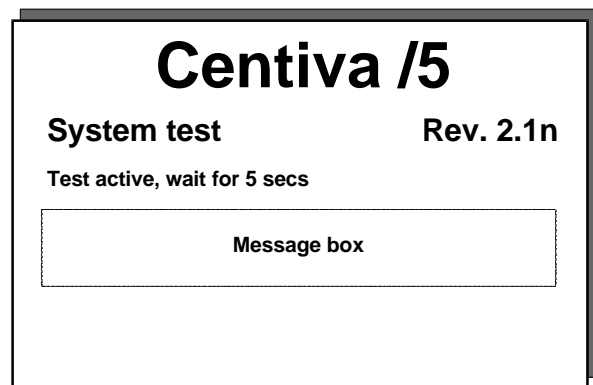 Centiva /5
System test Rev. 2.1n
Test active, wait for 5 secs
Message box